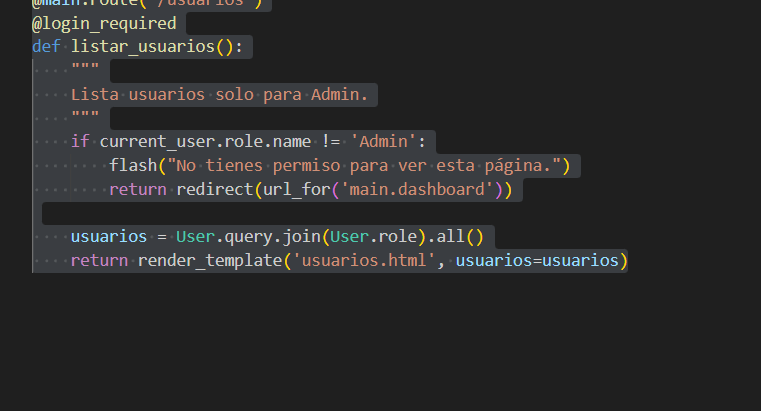 @main.route('/usuarios')
@login_required
def listar_usuarios():
    """
    Lista usuarios solo para Admin.
    """
    if current_user.role.name != 'Admin':
        flash("No tienes permiso para ver esta página.")
        return redirect(url_for('main.dashboard'))

    usuarios = User.query.join(User.role).all()
    return render_template('usuarios.html', usuarios=usuarios)